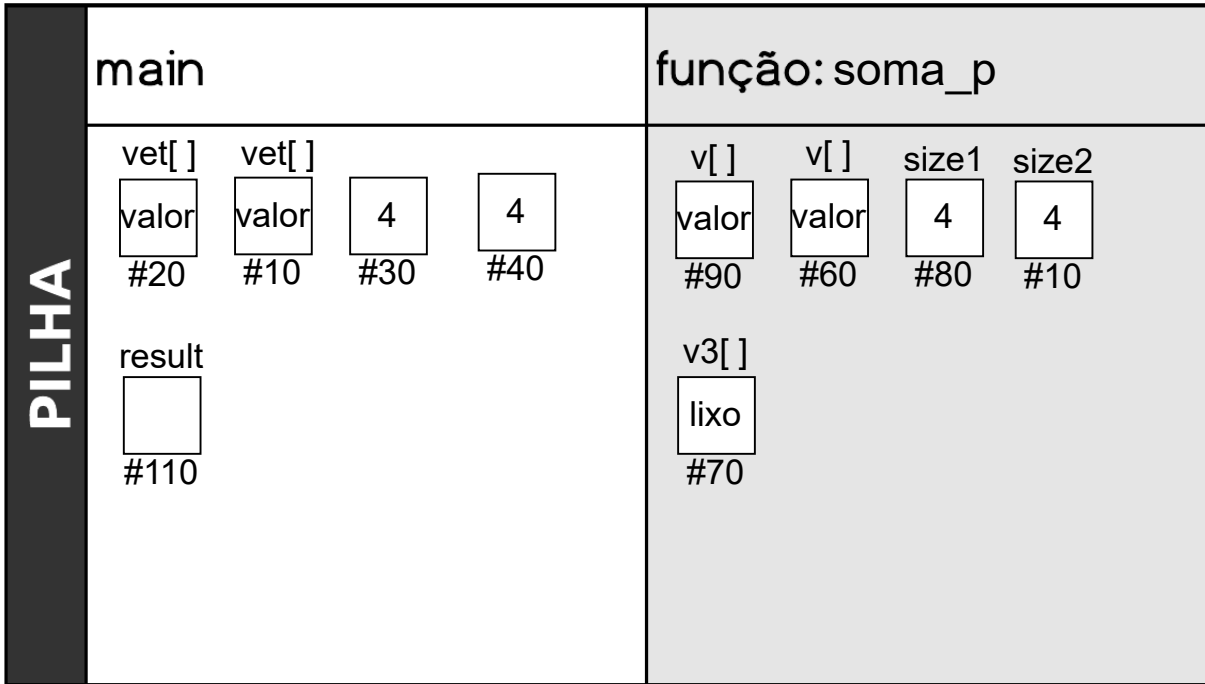 PILHA
main
função: soma_p
vet[ ] vet[ ]
valor valor 4 4
#20 #10 #30 #40
result
#110
v[ ] v[ ] size1 size2
valor valor 4 4
#90 #60 #80 #10
v3[ ]
lixo
#70